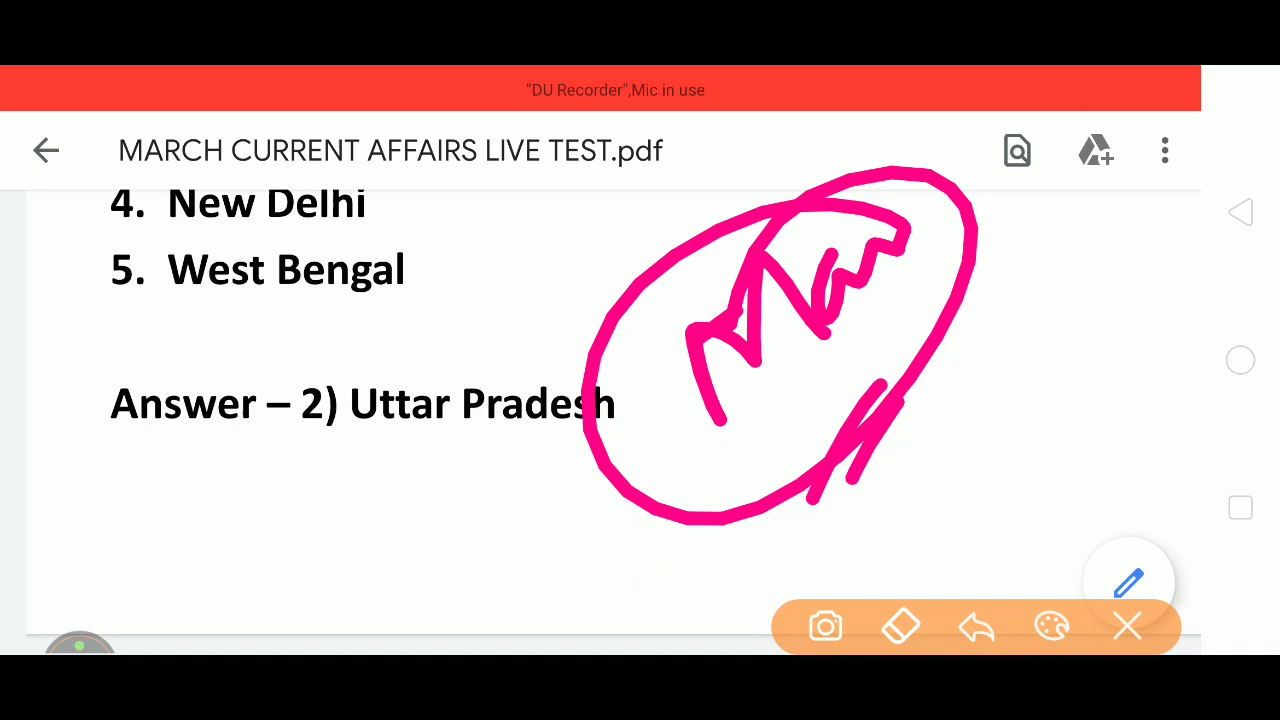 "DU Recorder",Mic in use
MARCH CURRENT AFFAIRS LIVE TEST.pdf
4. New Delhi
5. West Bengal
Answer – 2) Uttar Pradesh